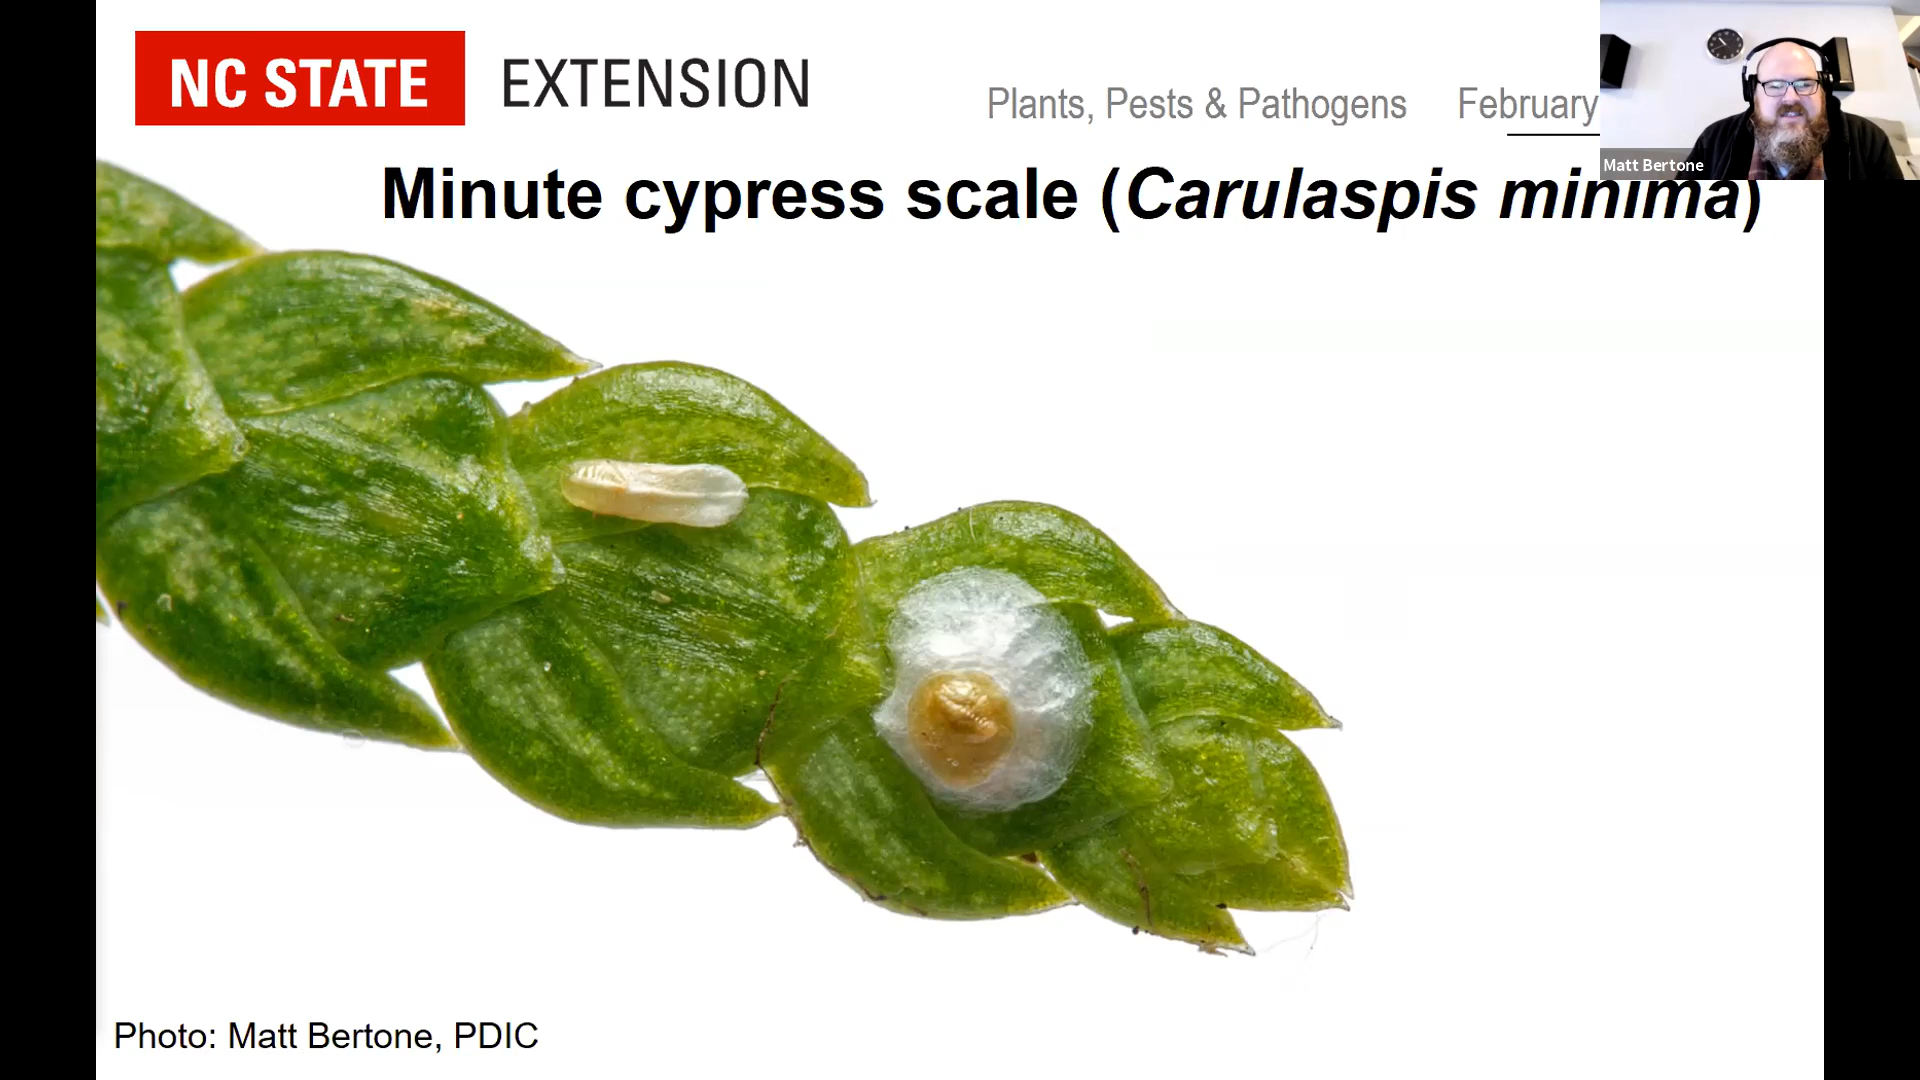 NC STATE EXTENSION
Plants, Pests & Pathogens February
Matt Bertone
Minute cypress scale (Carulaspis minima)
Photo: Matt Bertone, PDIC